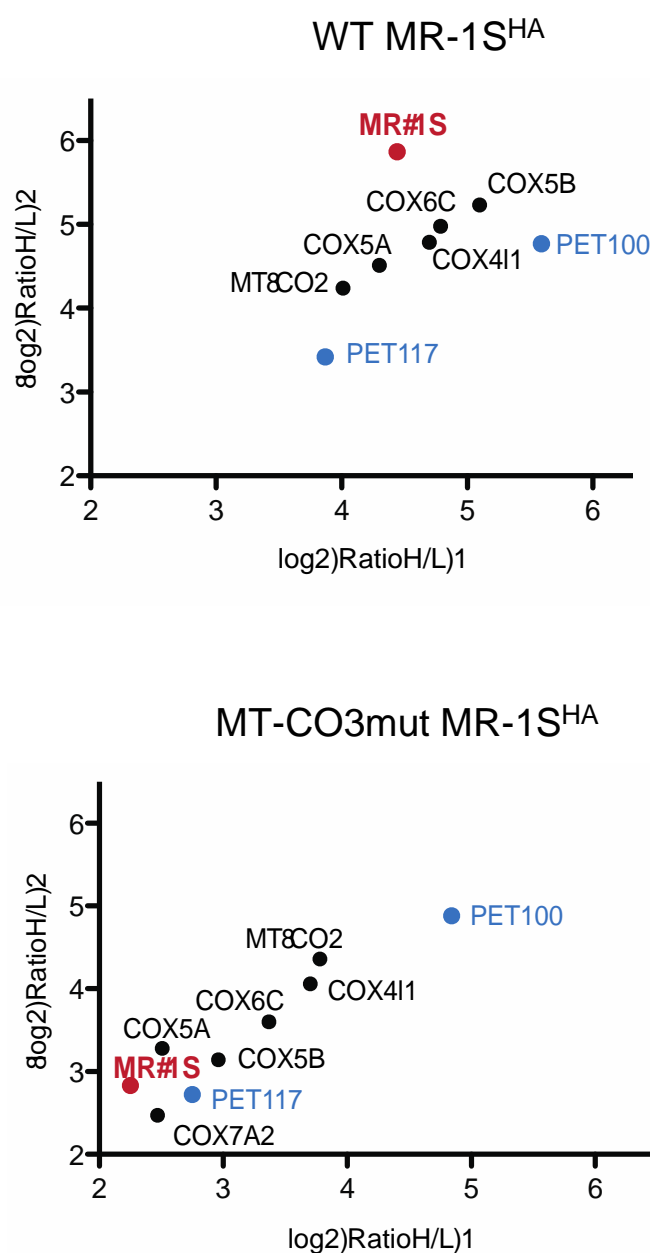 WT MR-1SHA
6
MR#1S
COX5B
COX6C
5
PET100
COX5A
COX4I1
MT8CO2
4
PET117
3
2
8log2)RatioH/L)2
2
3
4
5
6
log2)RatioH/L)1
MT-CO3mut MR-1SHA
6
5
PET100
MT8CO2
4
COX4I1
COX6C
COX5A
COX5B
3
MR#1S
PET117
COX7A2
2
8log2)RatioH/L)2
2
3
4
5
6
log2)RatioH/L)1